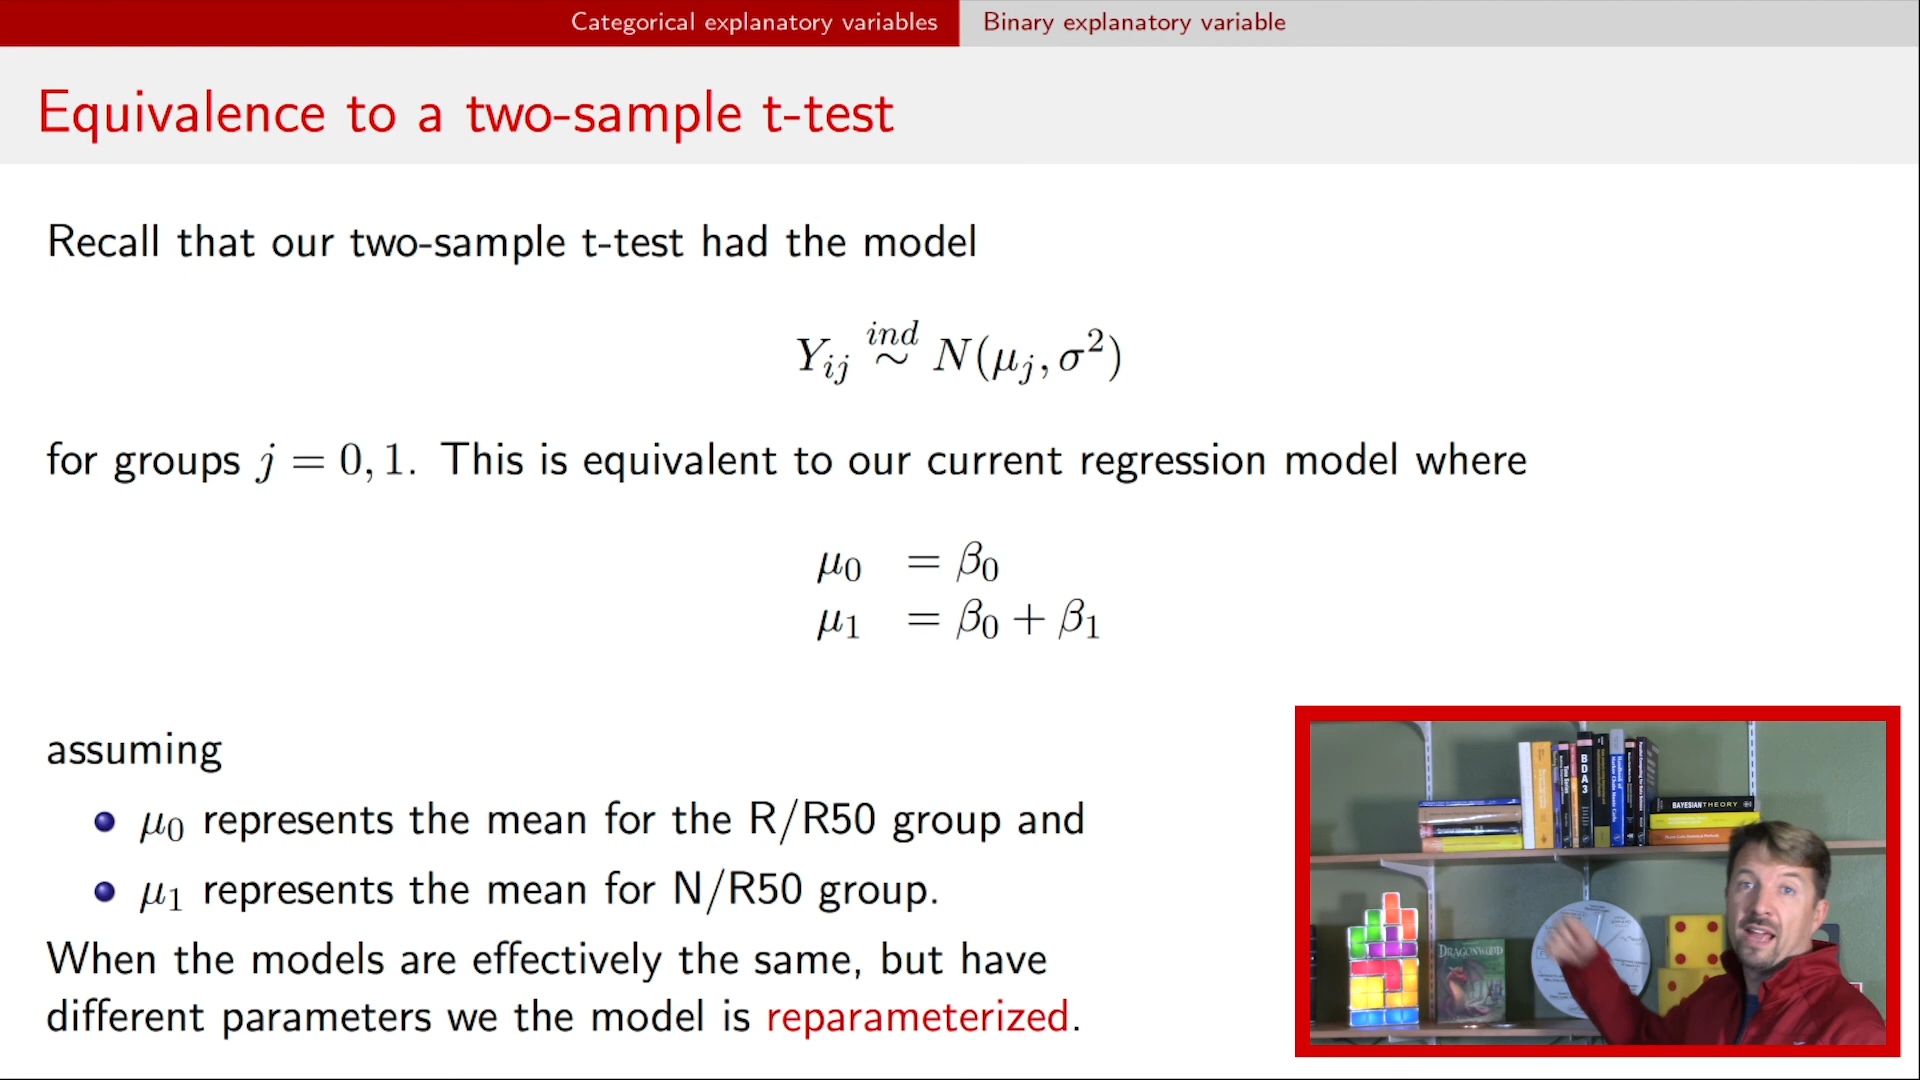 Categorical explanatory variables Binary explanatory variable
Equivalence to a two-sample t-test
Recall that our two-sample t-test had the model
Y_{ij} \overset{ind}{\sim} N(μ_j, σ^2)
for groups j = 0, 1. This is equivalent to our current regression model where
μ_0 = β_0
μ_1 = β_0 + β_1
assuming
μ_0 represents the mean for the R/R50 group and
μ_1 represents the mean for N/R50 group.
When the models are effectively the same, but have
different parameters we the model is reparameterized.
BDA3
BAYESIAN THEORY
DRAGONWOOD